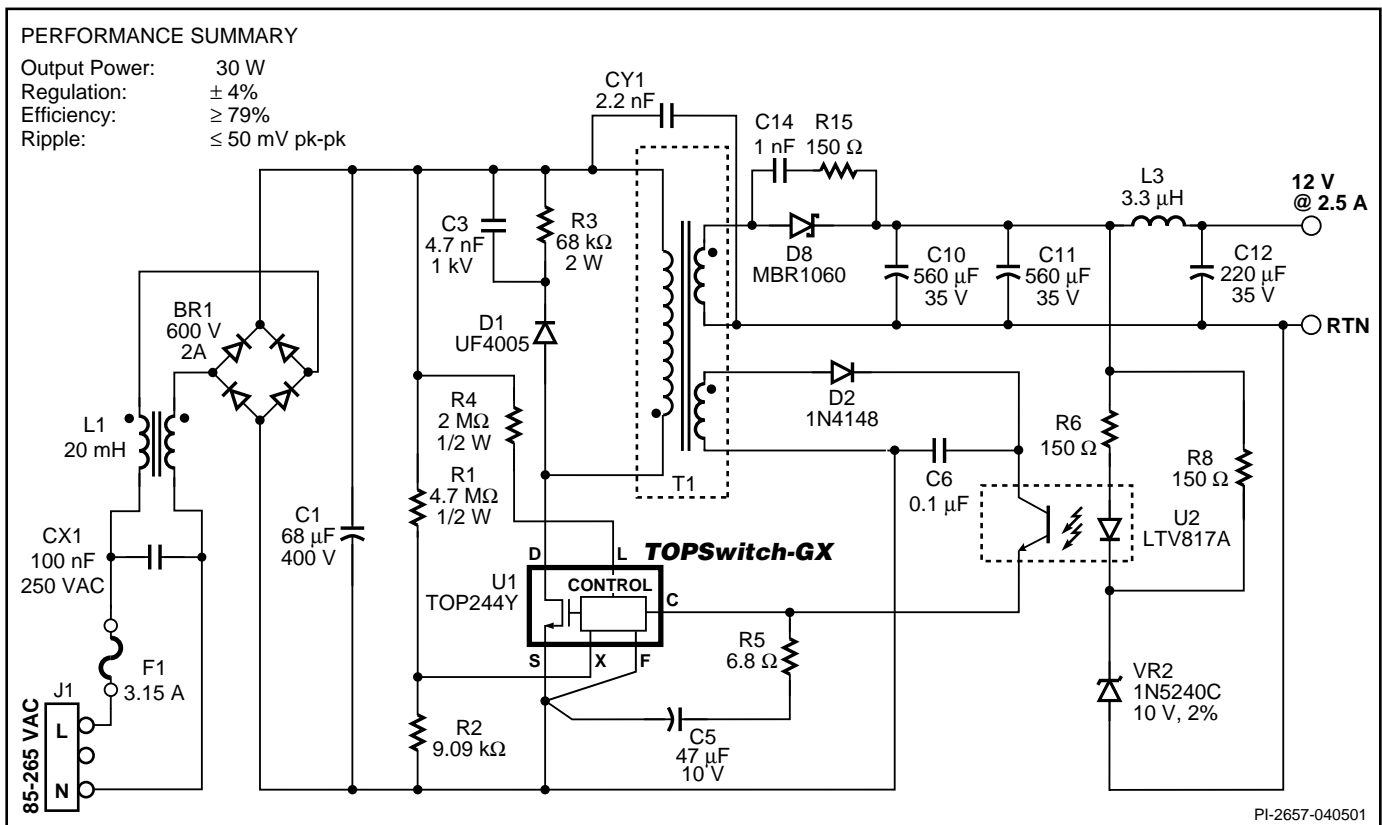 PERFORMANCE SUMMARY
Output Power: 30 W
Regulation: ± 4%
Efficiency: ≥ 79%
Ripple: ≤ 50 mV pk-pk
CY1
2.2 nF
C14
1 nF
R15
150 Ω
L3
3.3 µH
12 V
@ 2.5 A
C3
4.7 nF
1 kV
R3
68 kΩ
2 W
D8
MBR1060
C10
560 µF
35 V
C11
560 µF
35 V
C12
220 µF
35 V
BR1
600 V
2A
D1
UF4005
RTN
L1
20 mH
R4
2 MΩ
1/2 W
D2
1N4148
R6
150 Ω
R8
150 Ω
T1
C6
0.1 µF
R1
4.7 MΩ
1/2 W
C1
68 µF
400 V
CX1
100 nF
250 VAC
U2
LTV817A
D
L
TOPSwitch-GX
U1
TOP244Y
CONTROL
C
S
X
F
R5
6.8 Ω
F1
3.15 A
J1
L
N
85-265 VAC
R2
9.09 kΩ
C5
47 µF
10 V
VR2
1N5240C
10 V, 2%
PI-2657-040501